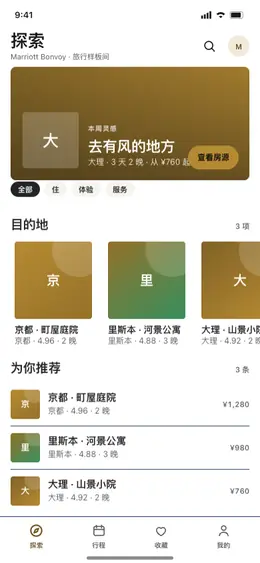 9:41
探索
Marriott Bonvoy · 旅行样板间
M
大
本周灵感
去有风的地方
大理 · 3 天 2 晚 · 从 ¥760 起
查看房源
全部
住
体验
服务
目的地
3 项
京
里
大
京都 · 町屋庭院
京都 · 4.96 · 2 晚
里斯本 · 河景公寓
里斯本 · 4.88 · 3 晚
大理 · 山景小院
大理 · 4.92 · 2 晚
为你推荐
3 条
京
京都 · 町屋庭院
京都 · 4.96 · 2 晚
¥1,280
里
里斯本 · 河景公寓
里斯本 · 4.88 · 3 晚
¥980
大
大理 · 山景小院
大理 · 4.92 · 2 晚
¥760
探索
行程
收藏
我的